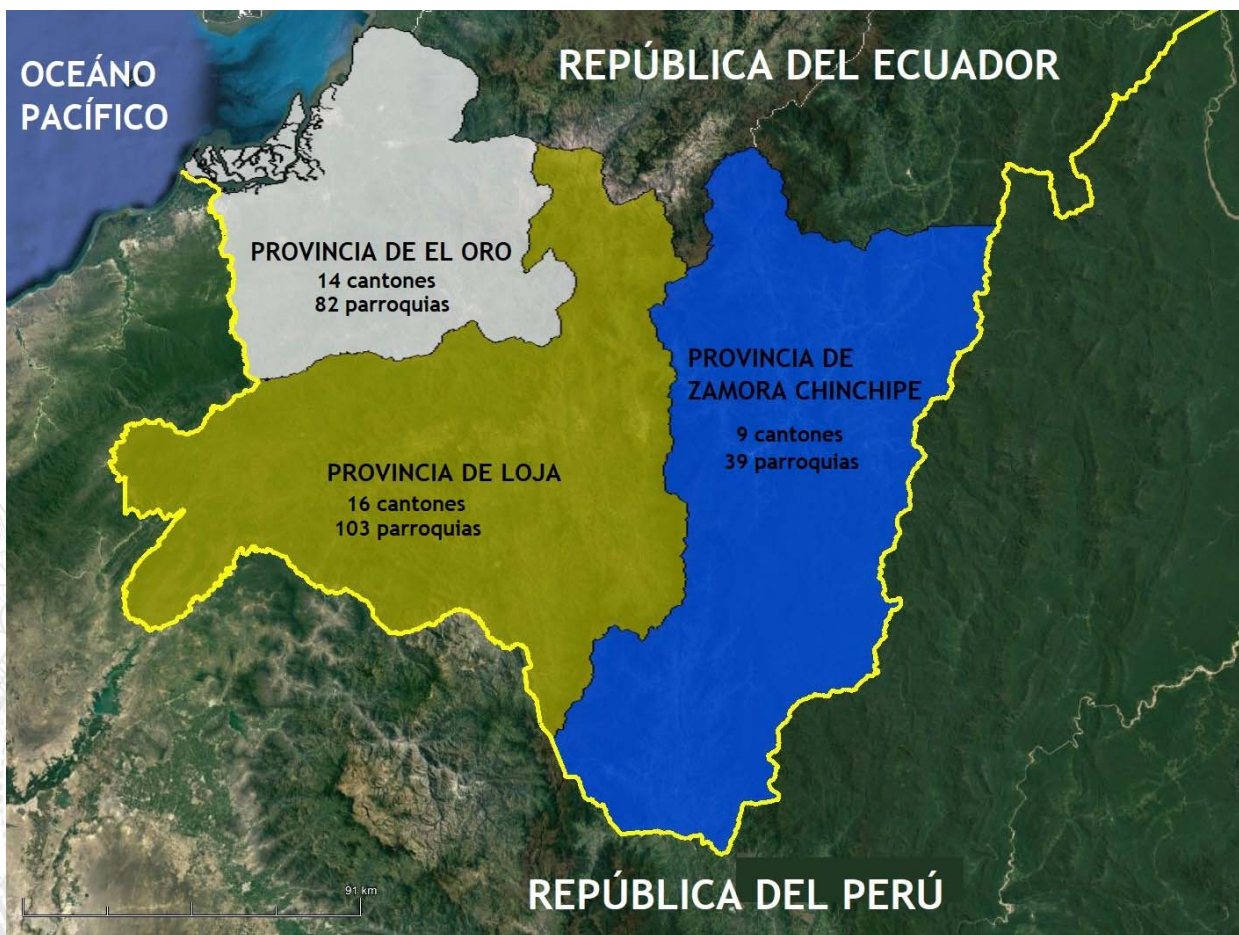 OCEÁNO
PACÍFICO
REPÚBLICA DEL ECUADOR
PROVINCIA DE EL ORO
14 cantones
82 parroquias
PROVINCIA DE
ZAMORA CHINCHIPE
9 cantones
39 parroquias
PROVINCIA DE LOJA
16 cantones
103 parroquias
91 km
REPÚBLICA DEL PERÚ